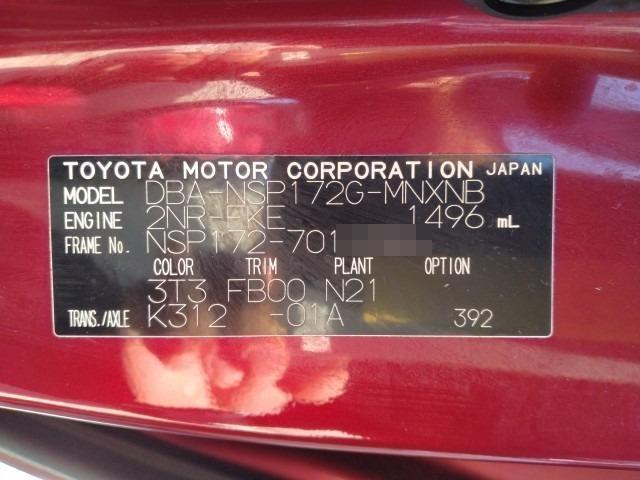 TOYOTA MOTOR CORPORATION JAPAN
MODEL DBA-NSP172G-MNXNB
ENGINE 2NR-FKE 1496 mL
FRAME No. NSP172-701
COLOR TRIM PLANT OPTION
3T3 FB00 N21
TRANS./AXLE K312 -01A 392